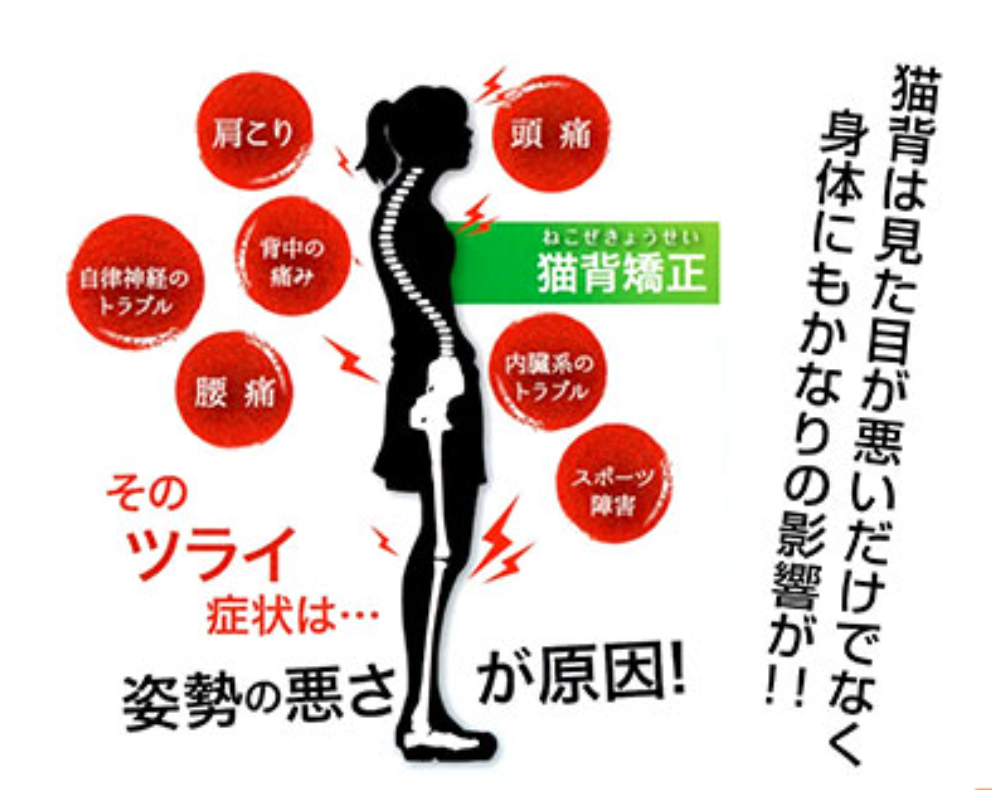 猫背は見た目が悪いだけでなく
身体にもかなりの影響が!!
肩こり
頭痛
背中の
痛み
自律神経の
トラブル
ねこぜきょうせい
猫背矯正
腰痛
内臓系の
トラブル
スポーツ
障害
その
ツライ
症状は…
姿勢の悪さが原因!